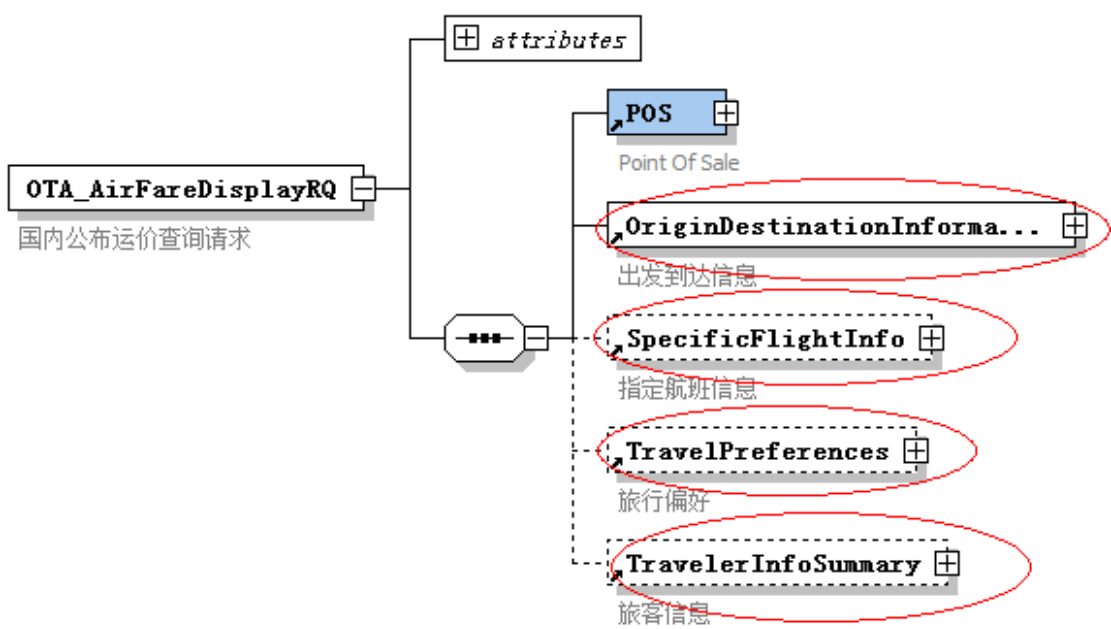 attributes
POS
Point Of Sale
OTA_AirFareDisplayRQ
国内公布运价查询请求
OriginDestinationInforma...
出发到达信息
SpecificFlightInfo
指定航班信息
TravelPreferences
旅行偏好
TravelerInfoSummary
旅客信息